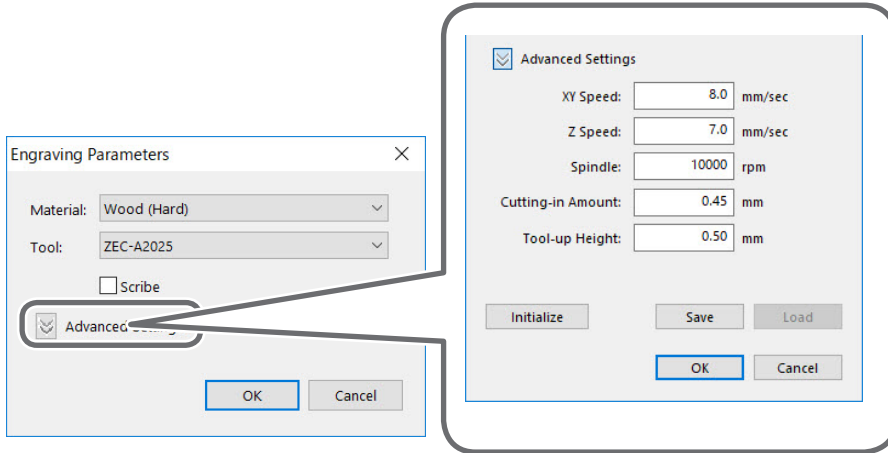 Engraving Parameters
Material: Wood (Hard)
Tool: ZEC-A2025
Scribe
Advanced
OK Cancel
Advanced Settings
XY Speed: 8.0 mm/sec
Z Speed: 7.0 mm/sec
Spindle: 10000 rpm
Cutting-in Amount: 0.45 mm
Tool-up Height: 0.50 mm
Initialize Save Load
OK Cancel